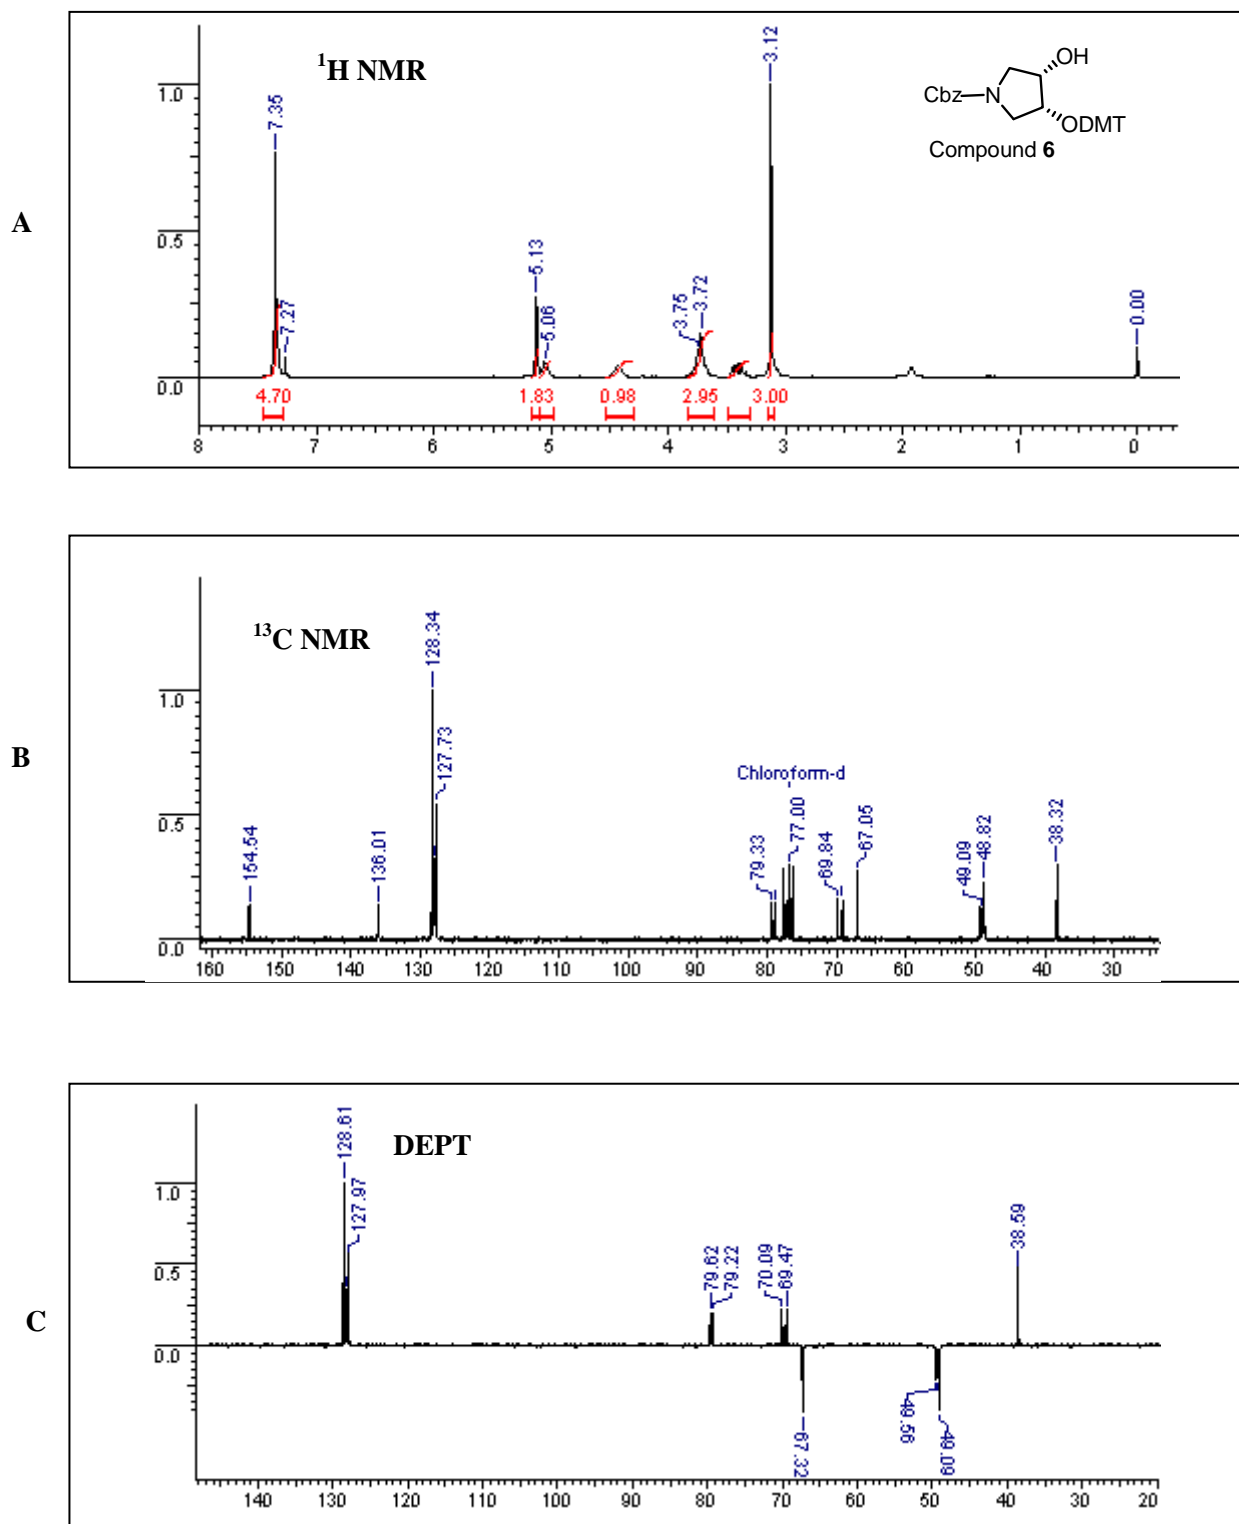 A
¹H NMR
7.35
7.27
5.13
5.06
3.75
3.72
3.12
0.00
OH
Cbz N
ODMT
Compound 6
1.0
0.5
0.0
4.70 1.83 0.98 2.95 3.00
8 7 6 5 4 3 2 1 0
B
¹³C NMR
154.54
136.01
128.34
127.73
Chloroform-d
79.33
77.00
69.84
67.05
49.09
48.82
38.32
1.0
0.5
0.0
160 150 140 130 120 110 100 90 80 70 60 50 40 30
C
DEPT
128.61
127.97
79.62
79.22
70.09
69.47
67.32
49.56
49.09
38.59
1.0
0.5
0.0
140 130 120 110 100 90 80 70 60 50 40 30 20